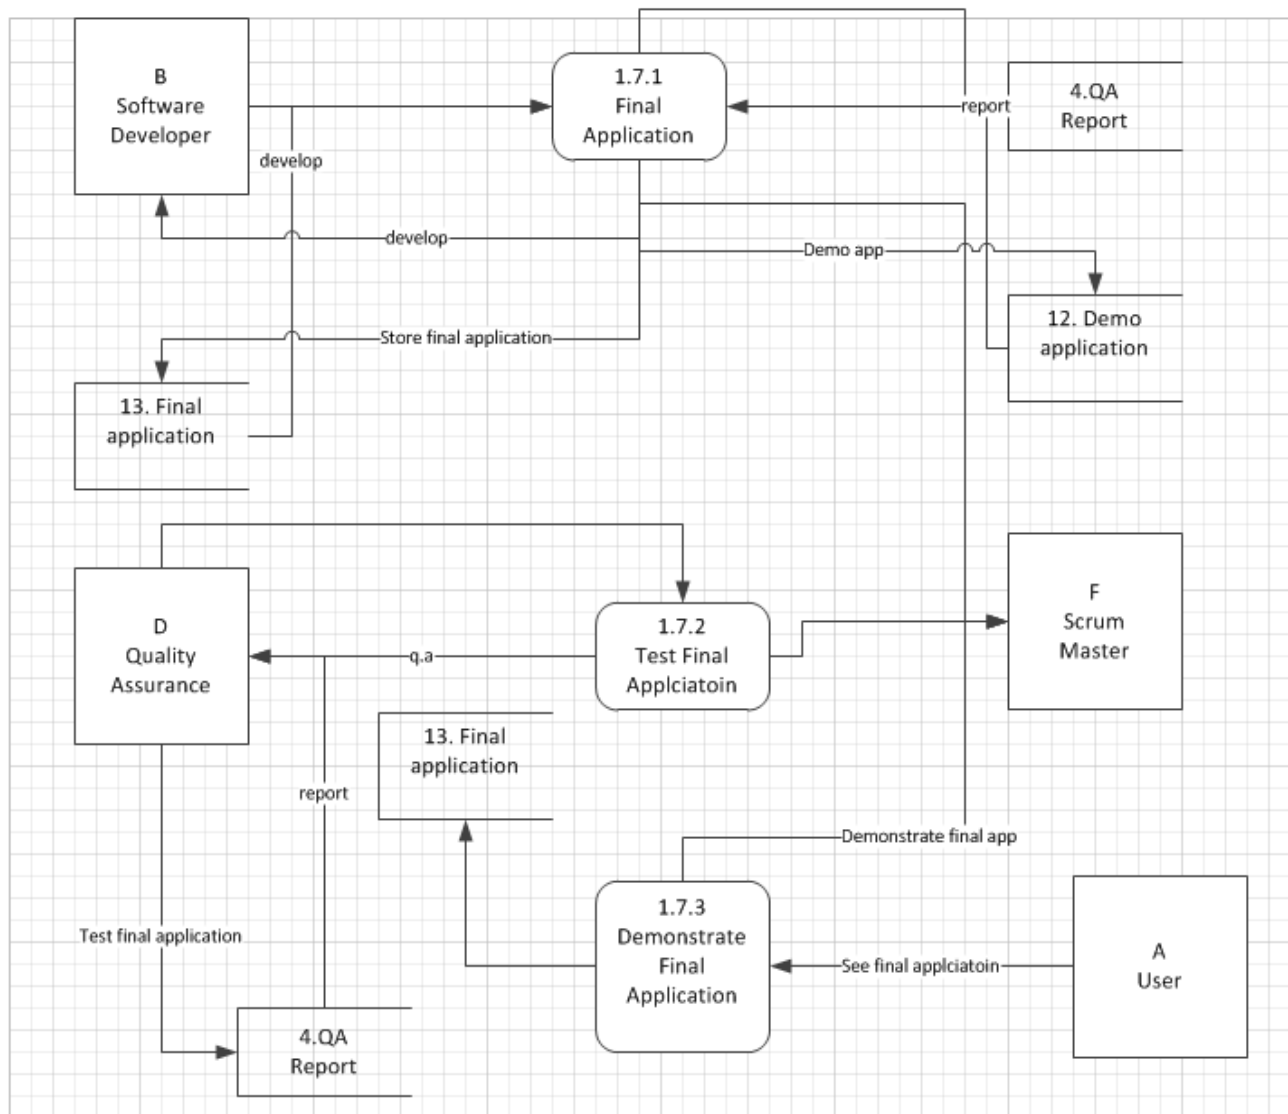 B
Software
Developer
1.7.1
Final
Application
report
4.QA
Report
develop
develop
Demo app
Store final application
12. Demo
application
13. Final
application
D
Quality
Assurance
q.a
1.7.2
Test Final
Applciatoin
F
Scrum
Master
13. Final
application
report
Demonstrate final app
Test final application
1.7.3
Demonstrate
Final
Application
See final applciatoin
A
User
4.QA
Report